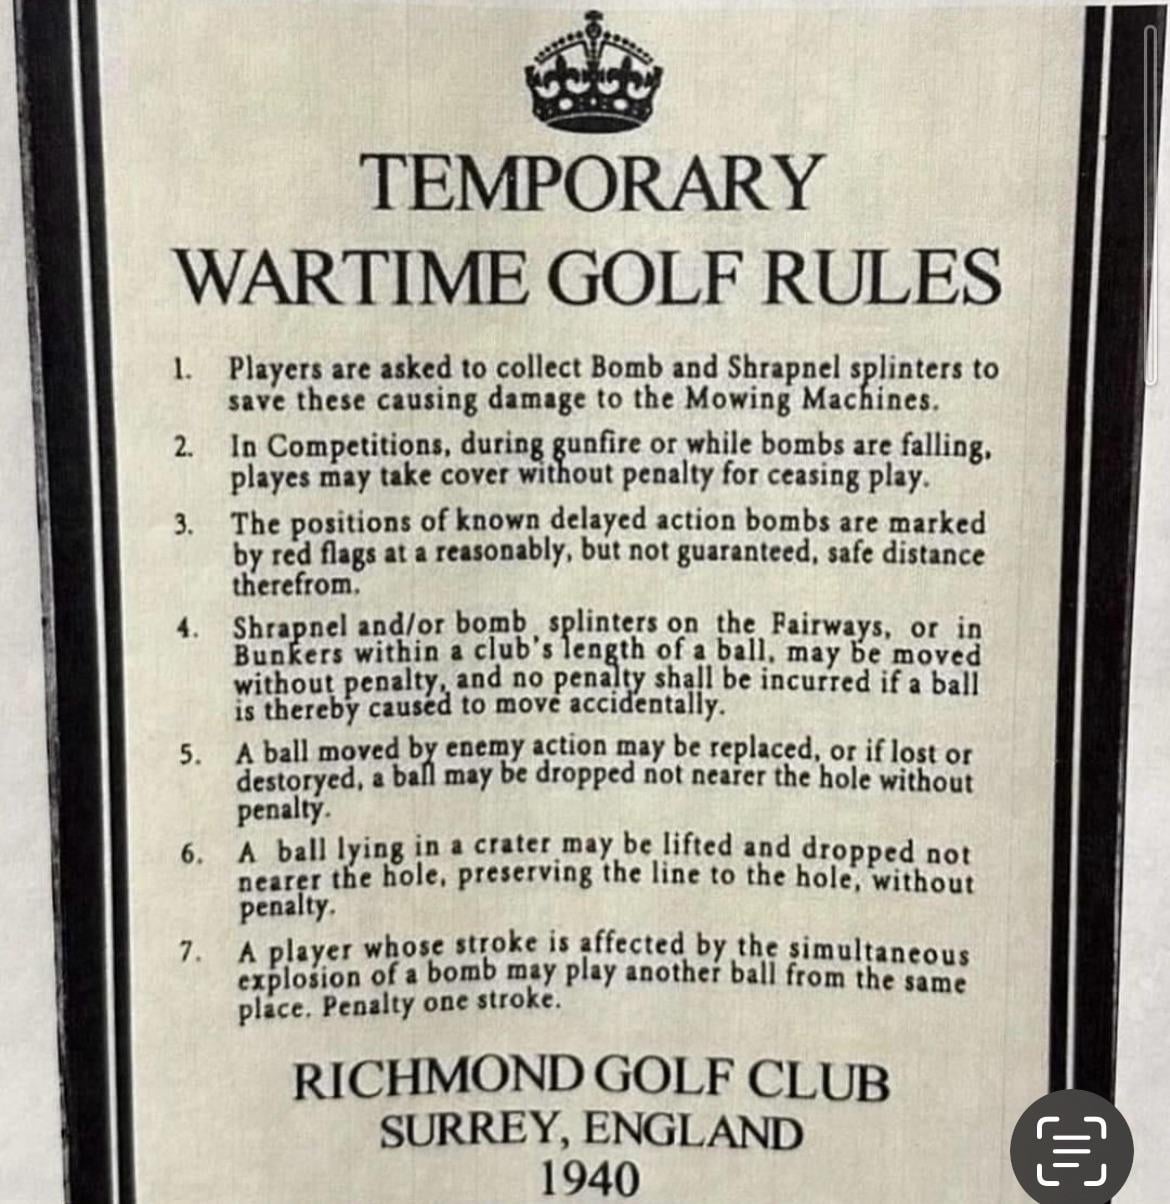 TEMPORARY
WARTIME GOLF RULES
1. Players are asked to collect Bomb and Shrapnel splinters to
save these causing damage to the Mowing Machines.
2. In Competitions, during gunfire or while bombs are falling,
playes may take cover without penalty for ceasing play.
3. The positions of known delayed action bombs are marked
by red flags at a reasonably, but not guaranteed, safe distance
therefrom.
4. Shrapnel and/or bomb splinters on the Fairways, or in
Bunkers within a club's length of a ball, may be moved
without penalty, and no penalty shall be incurred if a ball
is thereby caused to move accidentally.
5. A ball moved by enemy action may be replaced, or if lost or
destoryed, a ball may be dropped not nearer the hole without
penalty.
6. A ball lying in a crater may be lifted and dropped not
nearer the hole, preserving the line to the hole, without
penalty.
7. A player whose stroke is affected by the simultaneous
explosion of a bomb may play another ball from the same
place. Penalty one stroke.
RICHMOND GOLF CLUB
SURREY, ENGLAND
1940